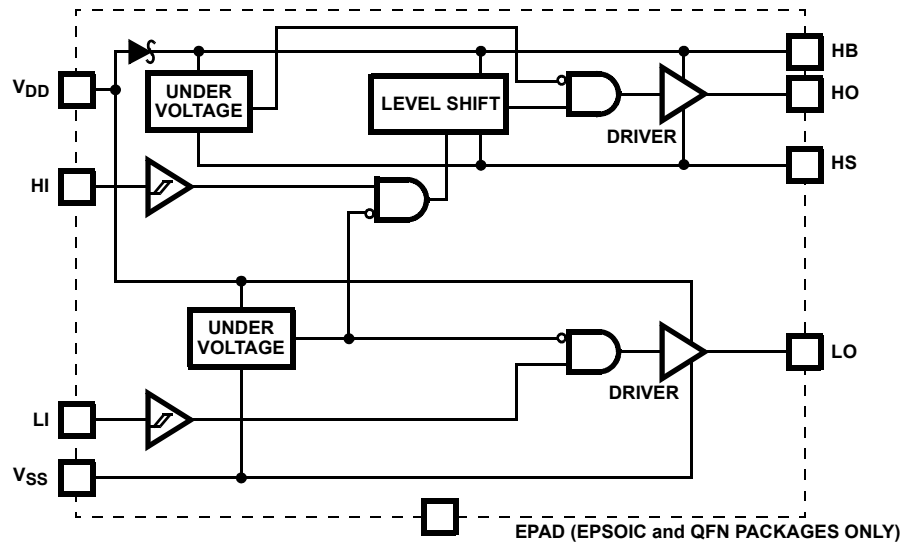 HB
VDD
UNDER
VOLTAGE
LEVEL SHIFT
HO
DRIVER
HI
HS
UNDER
VOLTAGE
LO
DRIVER
LI
VSS
EPAD (EPSOIC and QFN PACKAGES ONLY)